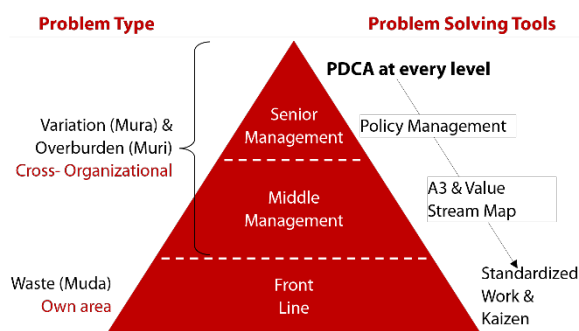 Problem Type
Problem Solving Tools
PDCA at every level
Senior
Management
Policy Management
Variation (Mura) &
Overburden (Muri)
Cross- Organizational
Middle
Management
A3 & Value
Stream Map
Waste (Muda)
Own area
Front
Line
Standardized
Work &
Kaizen